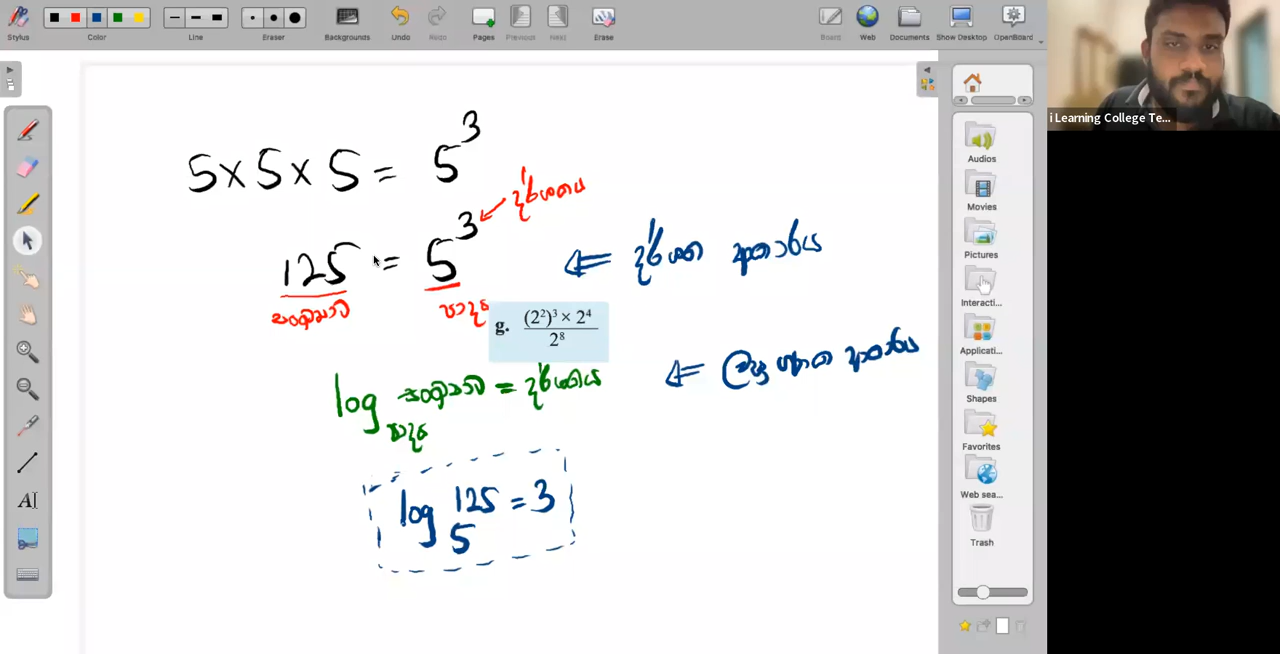 Stylus Color Line Eraser Backgrounds Undo Redo Pages Previous Next Erase Board Web Documents Show Desktop OpenBoard
i Learning College Te...
5 × 5 × 5 = 5³
දර්ශකය
125 = 5³
⇐ දර්ශක ආකාරය
පාදය
g. (2²)³ × 2⁴ / 2⁸
⇐ ලඝුගණක ආකාරය
log = දර්ශකය
පාදය
log₅ 125 = 3
Audios
Movies
Pictures
Interacti...
Applicati...
Shapes
Favorites
Web sea...
Trash